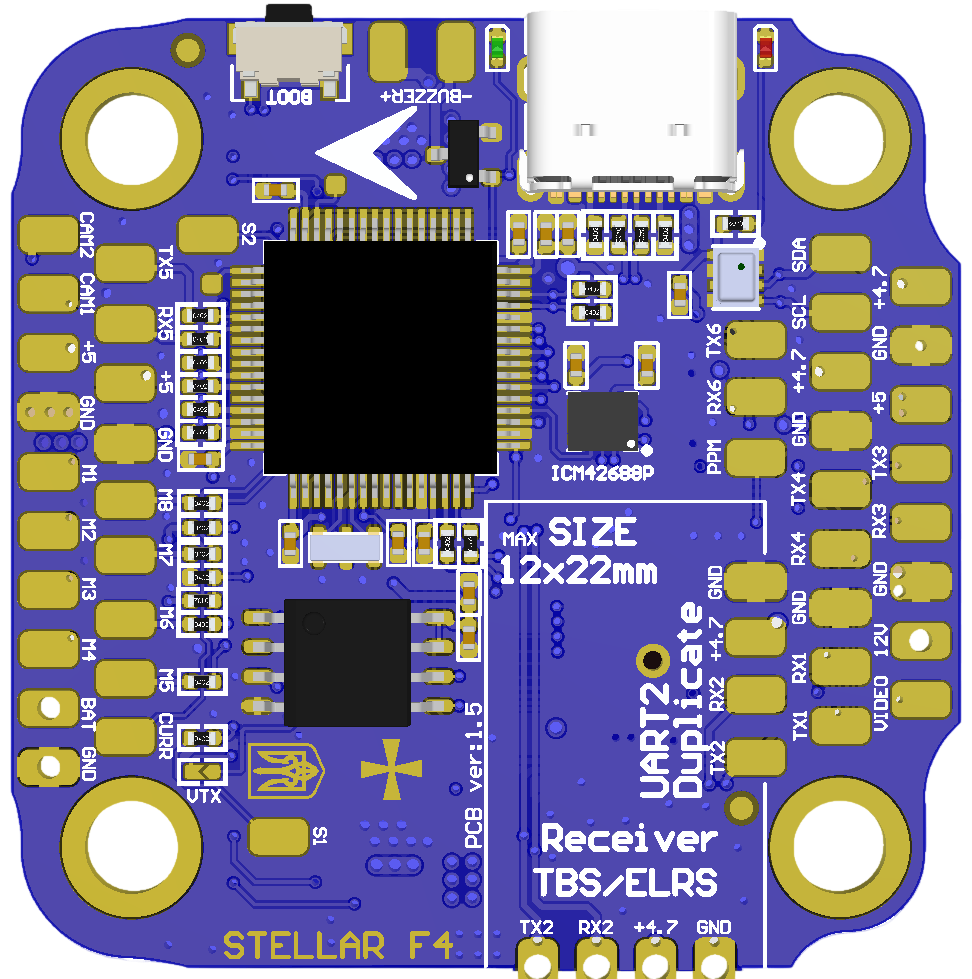 BOOT
-BUZZER+
CAM2
CAM1
+5
GND
M1
M2
M3
M4
BAT
GND
S2
TX5
RX5
+5
GND
M8
M7
M6
M5
CURR
VTX
S1
ICM42688P
MAX SIZE
12x22mm
SDA
SCL
+4.7
GND
TX4
RX4
GND
RX1
TX1
TX6
RX6
PPM
GND
+4.7
RX2
TX2
+4.7
GND
+5
TX3
RX3
GND
12V
VIDEO
UART2
Duplicate
PCB ver:1.5
Receiver
TBS/ELRS
TX2 RX2 +4.7 GND
STELLAR F4